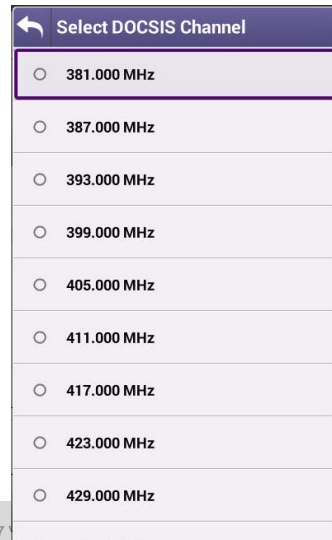 Select DOCSIS Channel
381.000 MHz
387.000 MHz
393.000 MHz
399.000 MHz
405.000 MHz
411.000 MHz
417.000 MHz
423.000 MHz
429.000 MHz